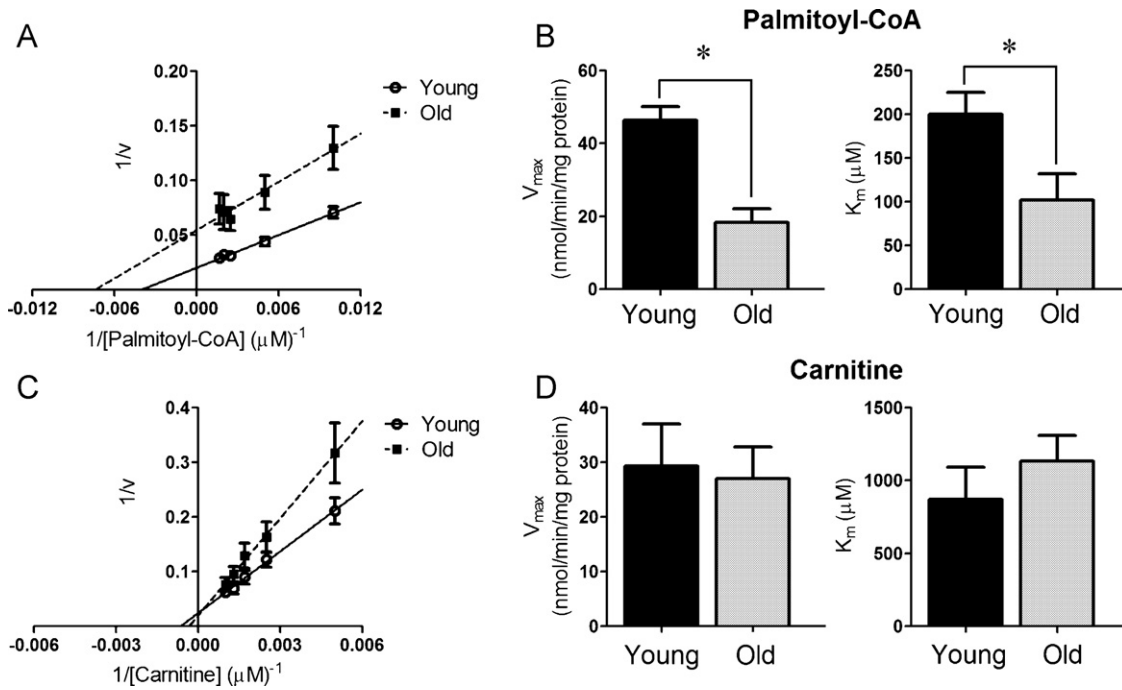 A
1/v
0.20
0.15
0.10
0.05
-0.012
-0.006
0.000
0.006
0.012
1/[Palmitoyl-CoA] (μM)⁻¹
Young
Old
Palmitoyl-CoA
B
Vmax
(nmol/min/mg protein)
60
40
20
0
*
Young
Old
Km (μM)
250
200
150
100
50
0
*
Young
Old
C
1/v
0.4
0.3
0.2
0.1
-0.006
-0.003
0.000
0.003
0.006
1/[Carnitine] (μM)⁻¹
Young
Old
Carnitine
D
Vmax
(nmol/min/mg protein)
40
30
20
10
0
Young
Old
Km (μM)
1500
1000
500
0
Young
Old